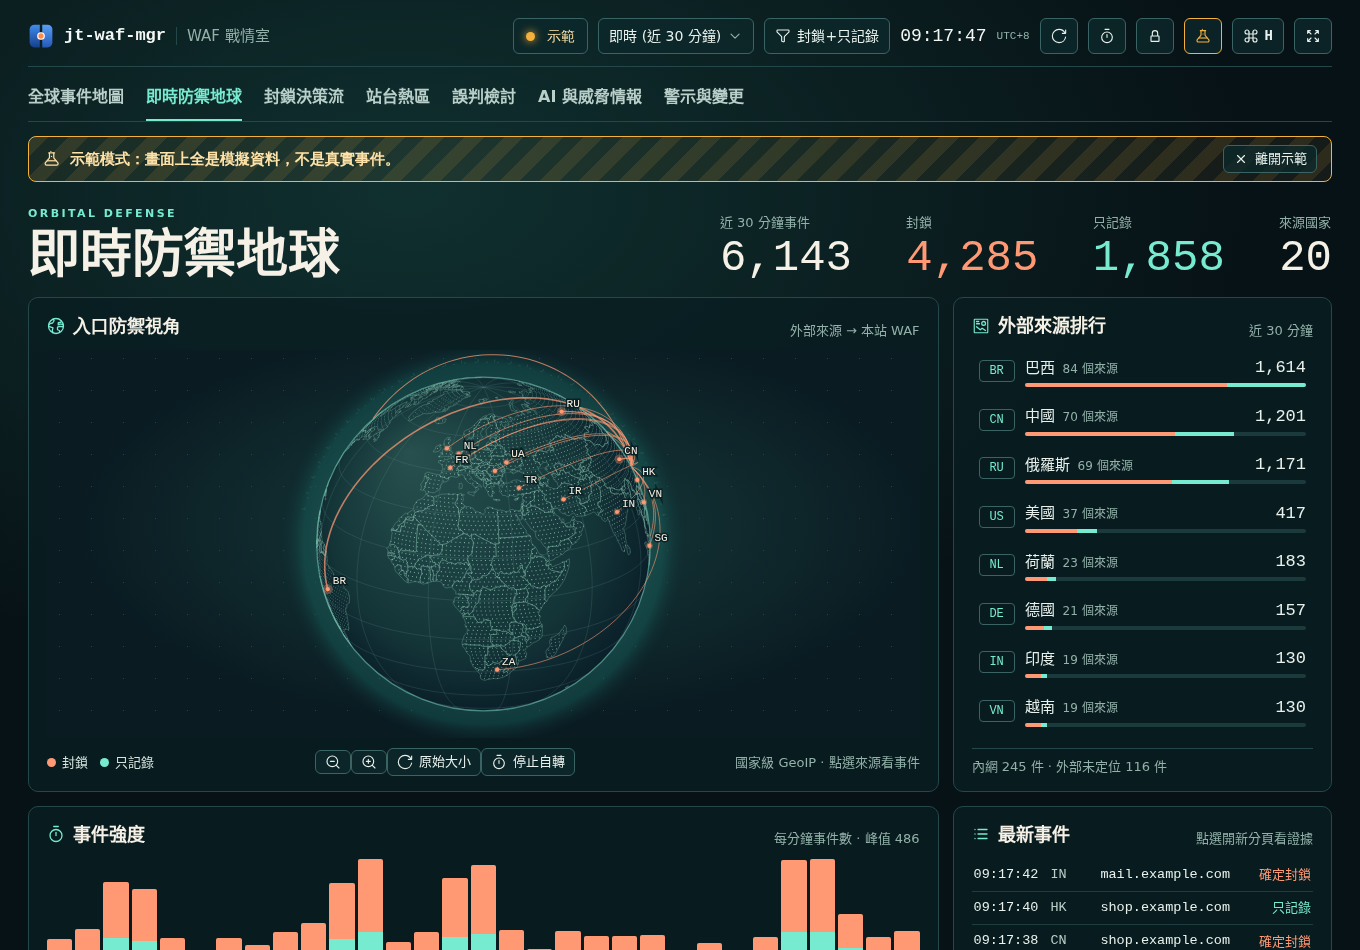 jt-waf-mgr WAF 戰情室 示範 即時 (近 30 分鐘) 封鎖+只記錄 09:17:47 UTC+8 ⌘ H
全球事件地圖 即時防禦地球 封鎖決策流 站台熱區 誤判檢討 AI 與威脅情報 警示與變更
示範模式：畫面上全是模擬資料，不是真實事件。 離開示範
ORBITAL DEFENSE
即時防禦地球
近 30 分鐘事件 封鎖 只記錄 來源國家
6,143 4,285 1,858 20
入口防禦視角 外部來源 → 本站 WAF
RU
NL
FR
UA
CN
HK
TR
IR
VN
IN
SG
BR
ZA
封鎖 只記錄 原始大小 停止自轉 國家級 GeoIP · 點選來源看事件
外部來源排行 近 30 分鐘
BR 巴西 84 個來源 1,614
CN 中國 70 個來源 1,201
RU 俄羅斯 69 個來源 1,171
US 美國 37 個來源 417
NL 荷蘭 23 個來源 183
DE 德國 21 個來源 157
IN 印度 19 個來源 130
VN 越南 19 個來源 130
內網 245 件 · 外部未定位 116 件
事件強度 每分鐘事件數 · 峰值 486
最新事件 點選開新分頁看證據
09:17:42 IN mail.example.com 確定封鎖
09:17:40 HK shop.example.com 只記錄
09:17:38 CN shop.example.com 確定封鎖